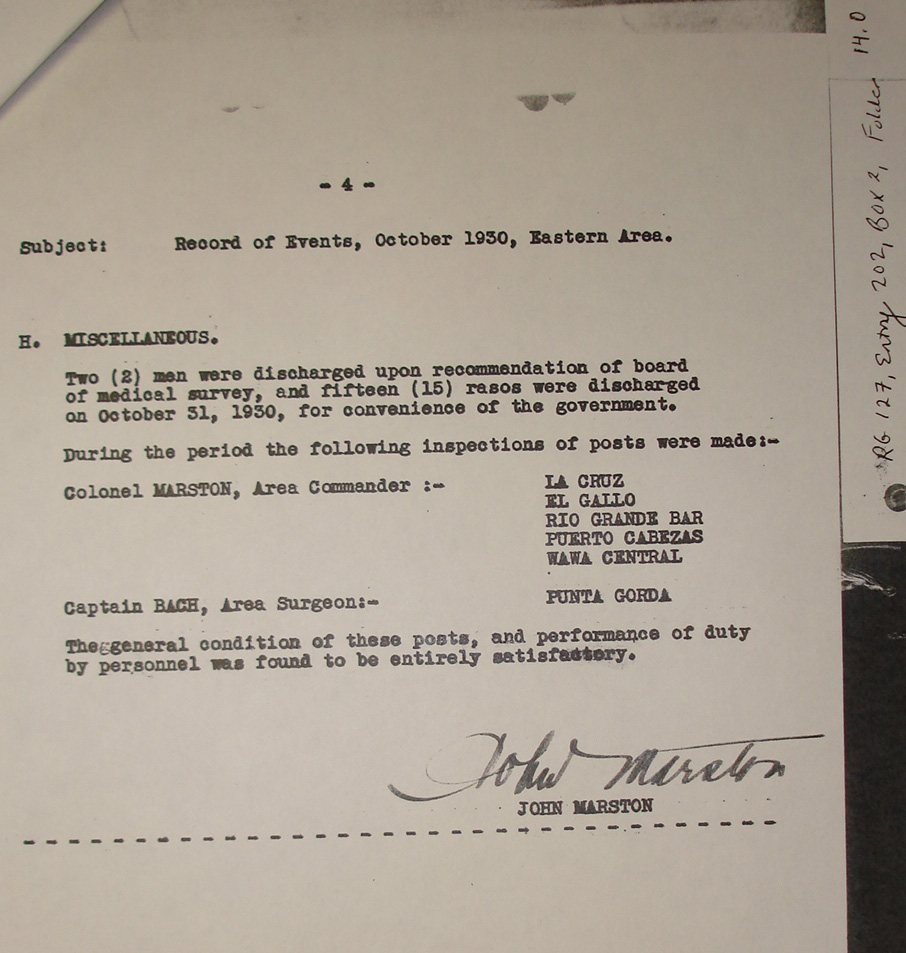 - 4 -
Subject: Record of Events, October 1930, Eastern Area.
H. MISCELLANEOUS.
Two (2) men were discharged upon recommendation of board
of medical survey, and fifteen (15) rasos were discharged
on October 31, 1930, for convenience of the government.
During the period the following inspections of posts were made:-
Colonel MARSTON, Area Commander :- LA CRUZ
EL GALLO
RIO GRANDE BAR
PUERTO CABEZAS
WAWA CENTRAL
Captain BACH, Area Surgeon:- PUNTA GORDA
The general condition of these posts, and performance of duty
by personnel was found to be entirely satisfactory.
John Marston
JOHN MARSTON
RG 127, Entry 202, Box 2, Folder 14.0